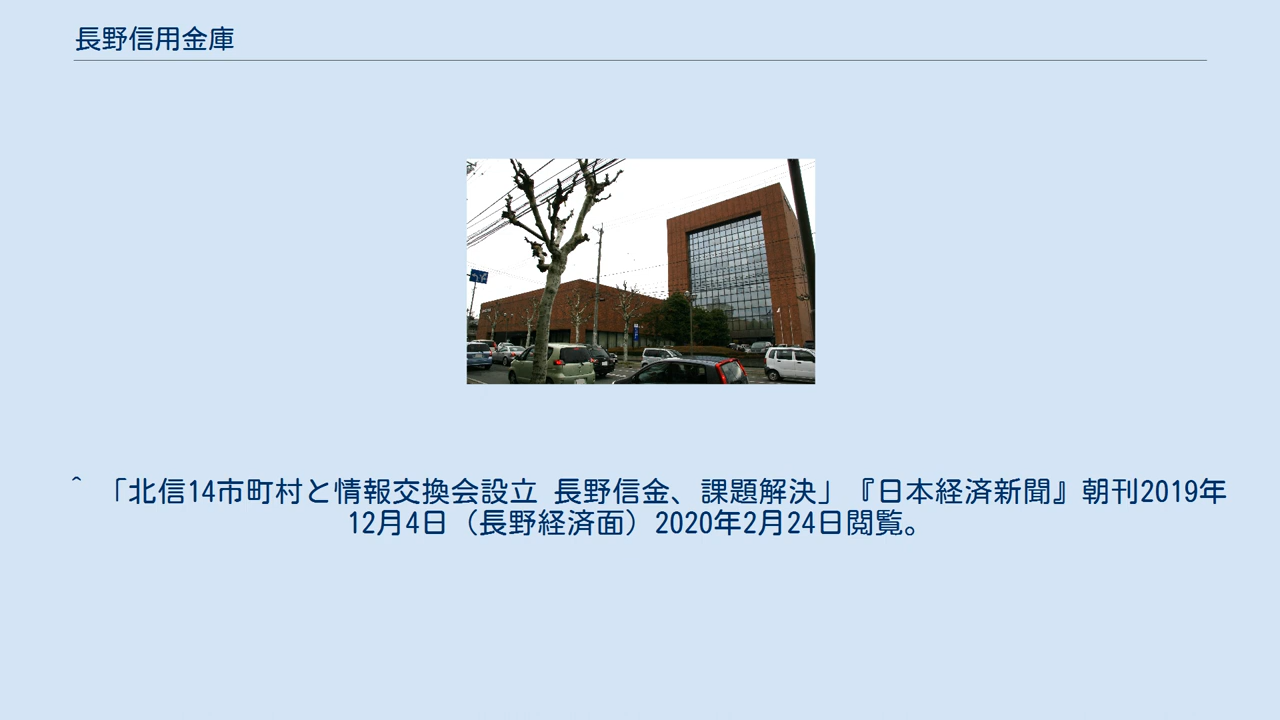 長野信用金庫
^ 「北信14市町村と情報交換会設立 長野信金、課題解決」『日本経済新聞』朝刊2019年
12月4日（長野経済面）2020年2月24日閲覧。